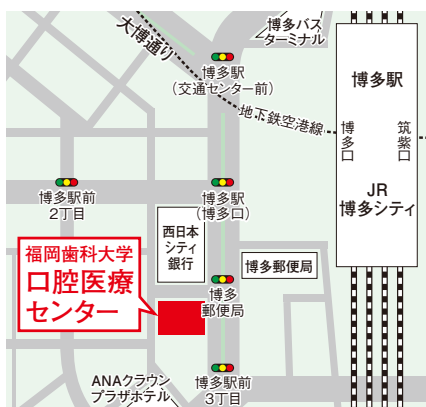 大博通り
博多バス
ターミナル
博多駅
(交通センター前)
地下鉄空港線
博多駅
博多口
筑紫口
JR
博多シティ
博多駅前
2丁目
博多駅
(博多口)
西日本
シティ
銀行
博多郵便局
福岡歯科大学
口腔医療
センター
博多
郵便局
ANAクラウン
プラザホテル
博多駅前
3丁目